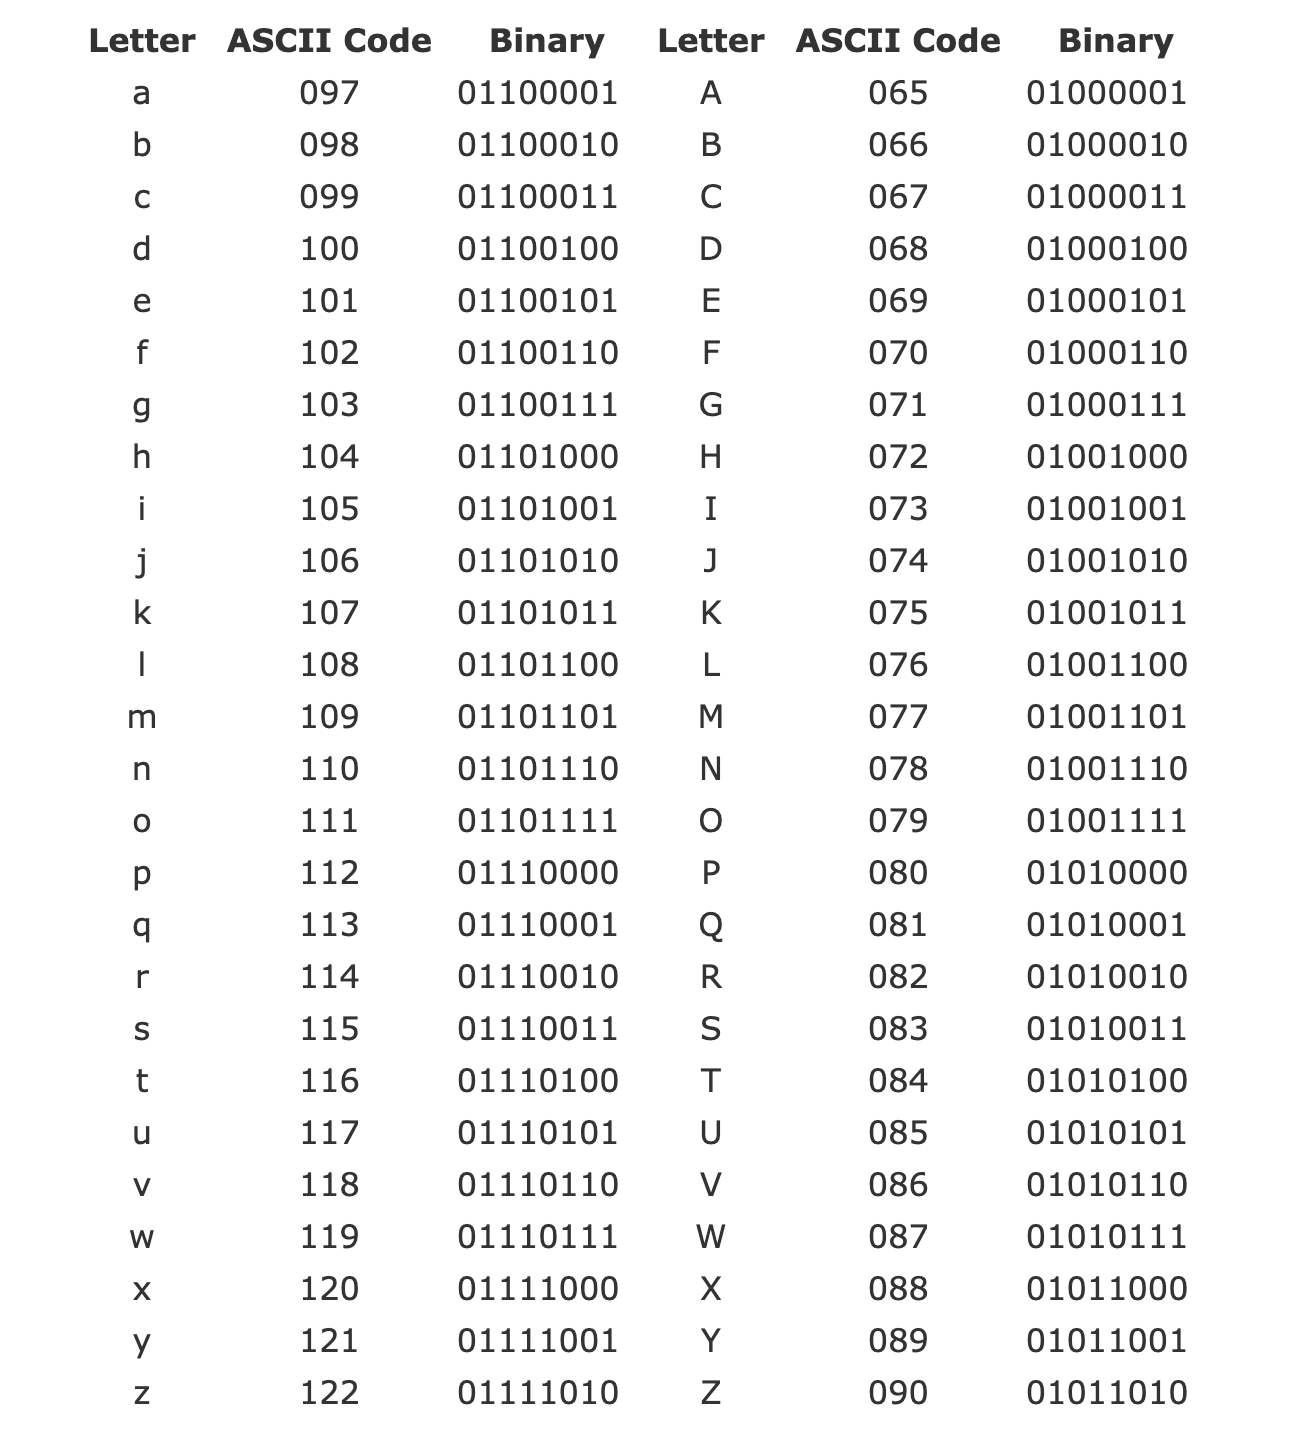 Letter ASCII Code Binary Letter ASCII Code Binary
a 097 01100001 A 065 01000001
b 098 01100010 B 066 01000010
c 099 01100011 C 067 01000011
d 100 01100100 D 068 01000100
e 101 01100101 E 069 01000101
f 102 01100110 F 070 01000110
g 103 01100111 G 071 01000111
h 104 01101000 H 072 01001000
i 105 01101001 I 073 01001001
j 106 01101010 J 074 01001010
k 107 01101011 K 075 01001011
l 108 01101100 L 076 01001100
m 109 01101101 M 077 01001101
n 110 01101110 N 078 01001110
o 111 01101111 O 079 01001111
p 112 01110000 P 080 01010000
q 113 01110001 Q 081 01010001
r 114 01110010 R 082 01010010
s 115 01110011 S 083 01010011
t 116 01110100 T 084 01010100
u 117 01110101 U 085 01010101
v 118 01110110 V 086 01010110
w 119 01110111 W 087 01010111
x 120 01111000 X 088 01011000
y 121 01111001 Y 089 01011001
z 122 01111010 Z 090 01011010